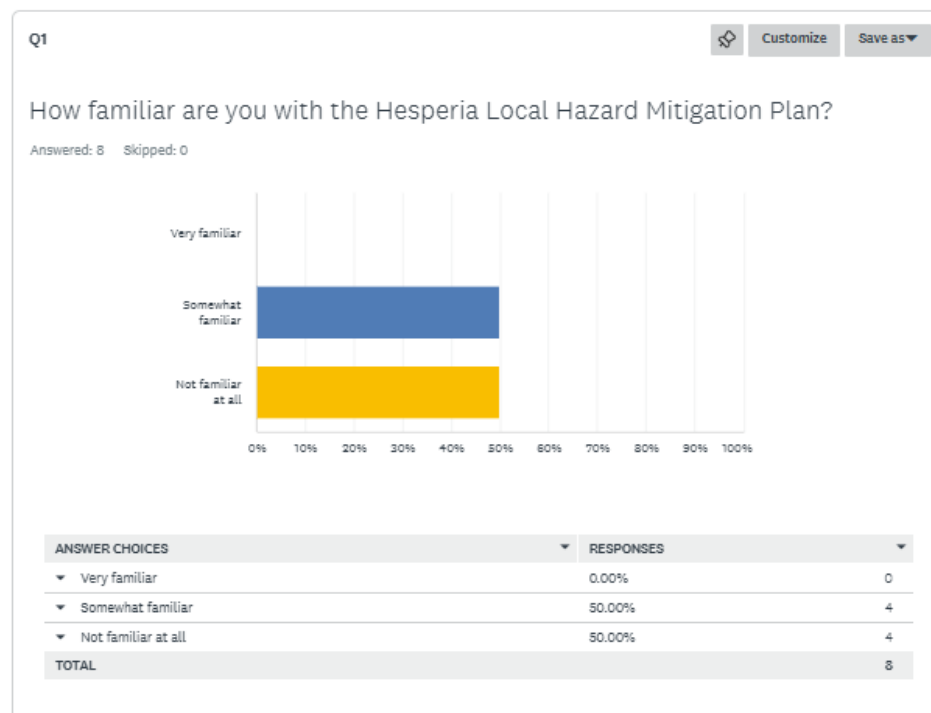 Q1
Customize
Save as
How familiar are you with the Hesperia Local Hazard Mitigation Plan?
Answered: 8 Skipped: 0
Very familiar
Somewhat
familiar
Not familiar
at all
0% 10% 20% 30% 40% 50% 60% 70% 80% 90% 100%
ANSWER CHOICES RESPONSES
Very familiar 0.00% 0
Somewhat familiar 50.00% 4
Not familiar at all 50.00% 4
TOTAL 8